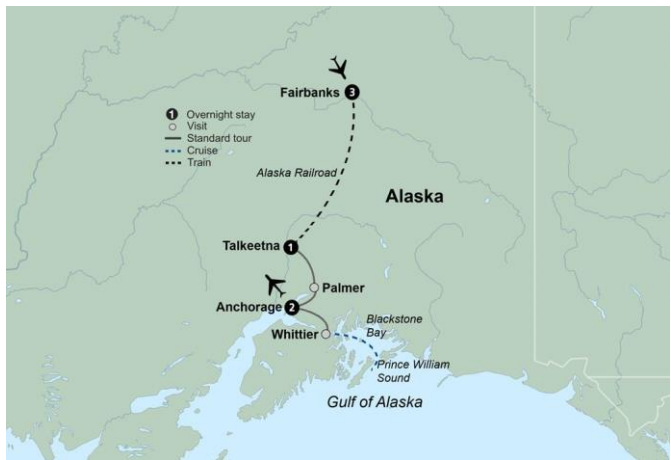 Fairbanks 3
1 Overnight stay
Visit
Standard tour
Cruise
Train
Alaska Railroad
Alaska
Talkeetna 1
Palmer
Anchorage 2
Blackstone
Bay
Whittier
Prince William
Sound
Gulf of Alaska